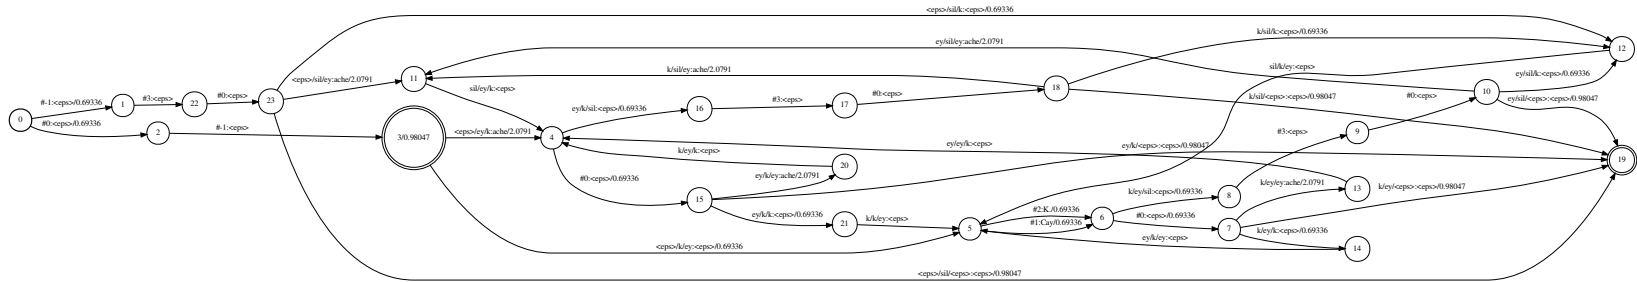 <eps>/sil/k:<eps>/0.69336
k/sil/k:<eps>/0.69336
ey/sil/ey:ache/2.0791
12
<eps>/sil/ey:ache/2.0791
11
k/sil/ey:ache/2.0791
sil/k/ey:<eps>
ey/sil/k:<eps>/0.69336
18
10
#-1:<eps>/0.69336
1
#3:<eps>
22
#0:<eps>
23
sil/ey/k:<eps>
ey/k/sil:<eps>/0.69336
16
#3:<eps>
17
#0:<eps>
k/sil/<eps>:<eps>/0.98047
#0:<eps>
ey/sil/<eps>:<eps>/0.98047
0
#0:<eps>/0.69336
2
#-1:<eps>
3/0.98047
<eps>/ey/k:ache/2.0791
4
#3:<eps>
9
k/ey/k:<eps>
20
ey/ey/k:<eps>
ey/k/<eps>:<eps>/0.98047
19
#0:<eps>/0.69336
ey/k/ey:ache/2.0791
15
k/ey/sil:<eps>/0.69336
8
k/ey/ey:ache/2.0791
13
k/ey/<eps>:<eps>/0.98047
ey/k/k:<eps>/0.69336
21
k/k/ey:<eps>
5
#2:K./0.69336
#1:Cay/0.69336
6
#0:<eps>/0.69336
7
k/ey/k:<eps>/0.69336
14
<eps>/k/ey:<eps>/0.69336
ey/k/ey:<eps>
<eps>/sil/<eps>:<eps>/0.98047